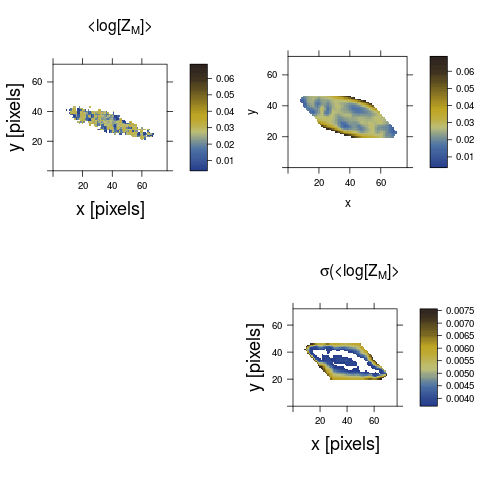 <log[Z_M]>
60
40
20
20 40 60
x [pixels]
y [pixels]
0.06
0.05
0.04
0.03
0.02
0.01
60
40
20
20 40 60
x
y
0.06
0.05
0.04
0.03
0.02
0.01
σ(<log[Z_M]>
60
40
20
20 40 60
x [pixels]
y [pixels]
0.0075
0.0070
0.0065
0.0060
0.0055
0.0050
0.0045
0.0040